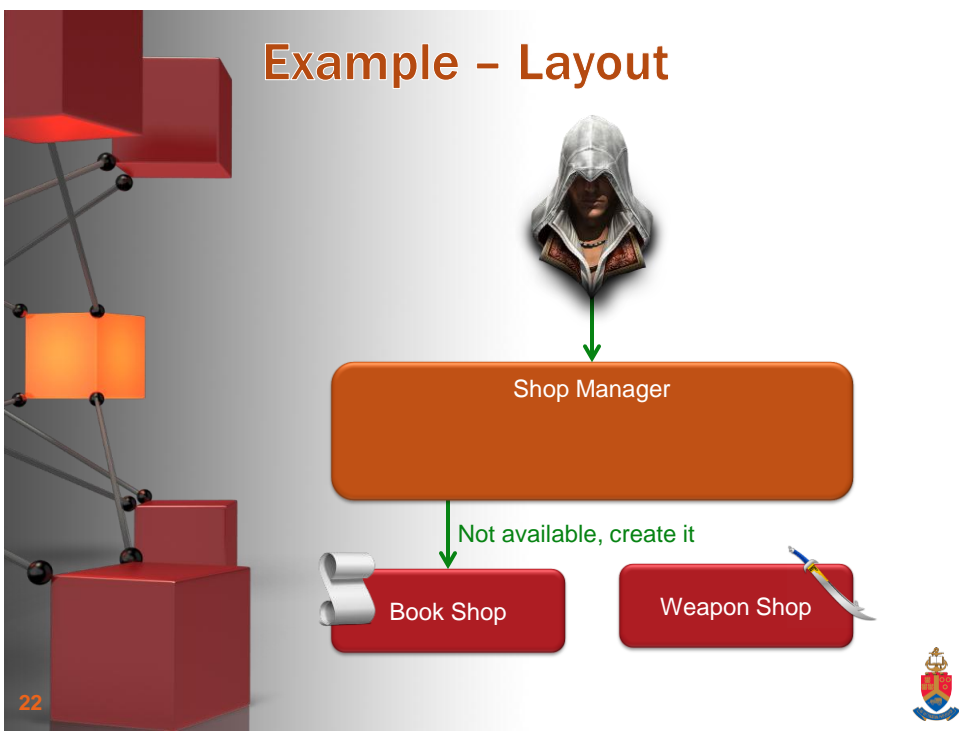 Example – Layout
Shop Manager
Not available, create it
Book Shop
Weapon Shop
22